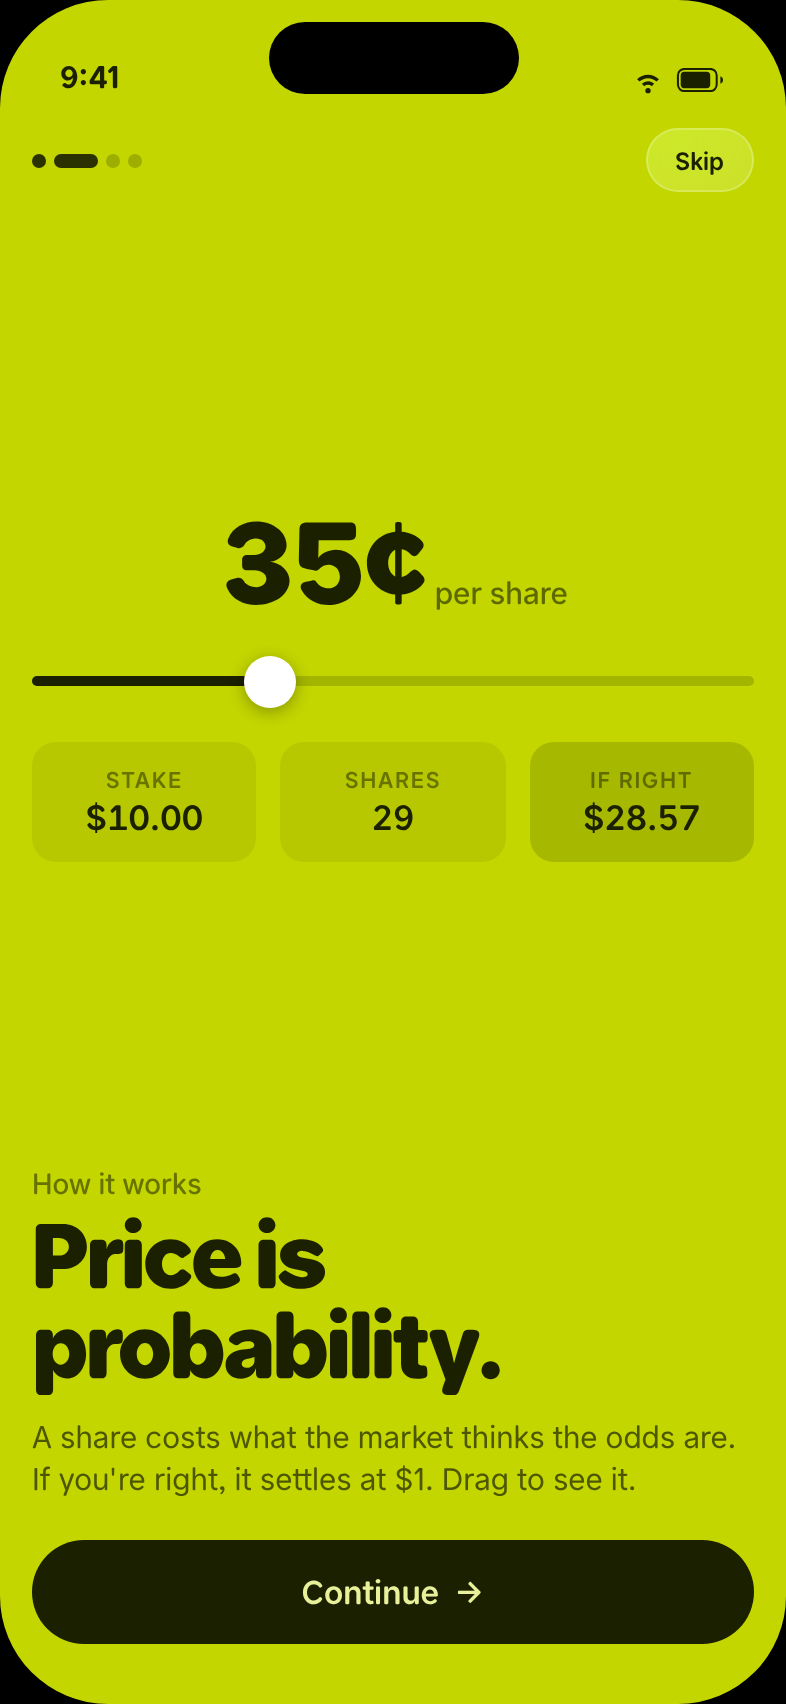 9:41
Skip
35¢ per share
STAKE
$10.00
SHARES
29
IF RIGHT
$28.57
How it works
Price is
probability.
A share costs what the market thinks the odds are.
If you're right, it settles at $1. Drag to see it.
Continue →